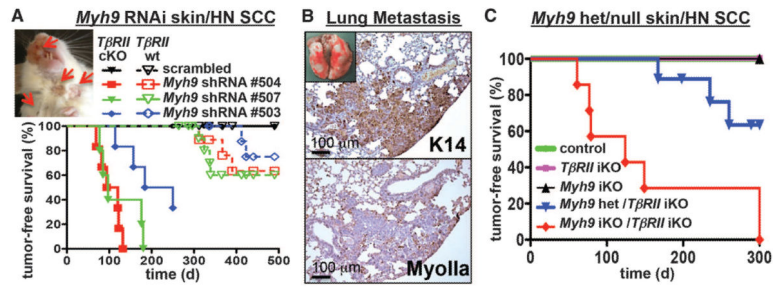 A
Myh9 RNAi skin/HN SCC
TβRII cKO
TβRII wt
scrambled
Myh9 shRNA #504
Myh9 shRNA #507
Myh9 shRNA #503
tumor-free survival (%)
100
80
60
40
20
0
0 100 200 300 400 500
time (d)
B
Lung Metastasis
100 μm
K14
100 μm
MyoIIa
C
Myh9 het/null skin/HN SCC
tumor-free survival (%)
100
80
60
40
20
0
control
TβRII iKO
Myh9 iKO
Myh9 het /TβRII iKO
Myh9 iKO /TβRII iKO
0 100 200 300
time (d)